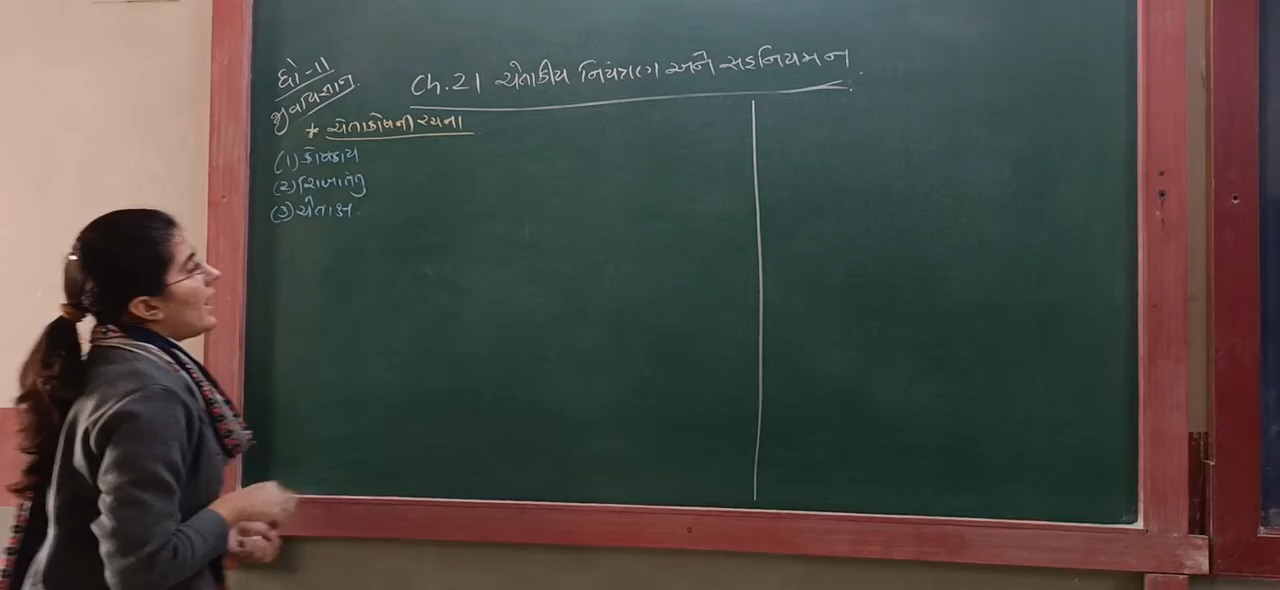 ધો-11
જીવવિજ્ઞાન
Ch.21 ચેતાકીય નિયંત્રણ અને સહનિયમન.
* ચેતાકોષની રચના
(1) કોષકાય
(2) શિખાતંતુ
(3) ચેતાક્ષ.